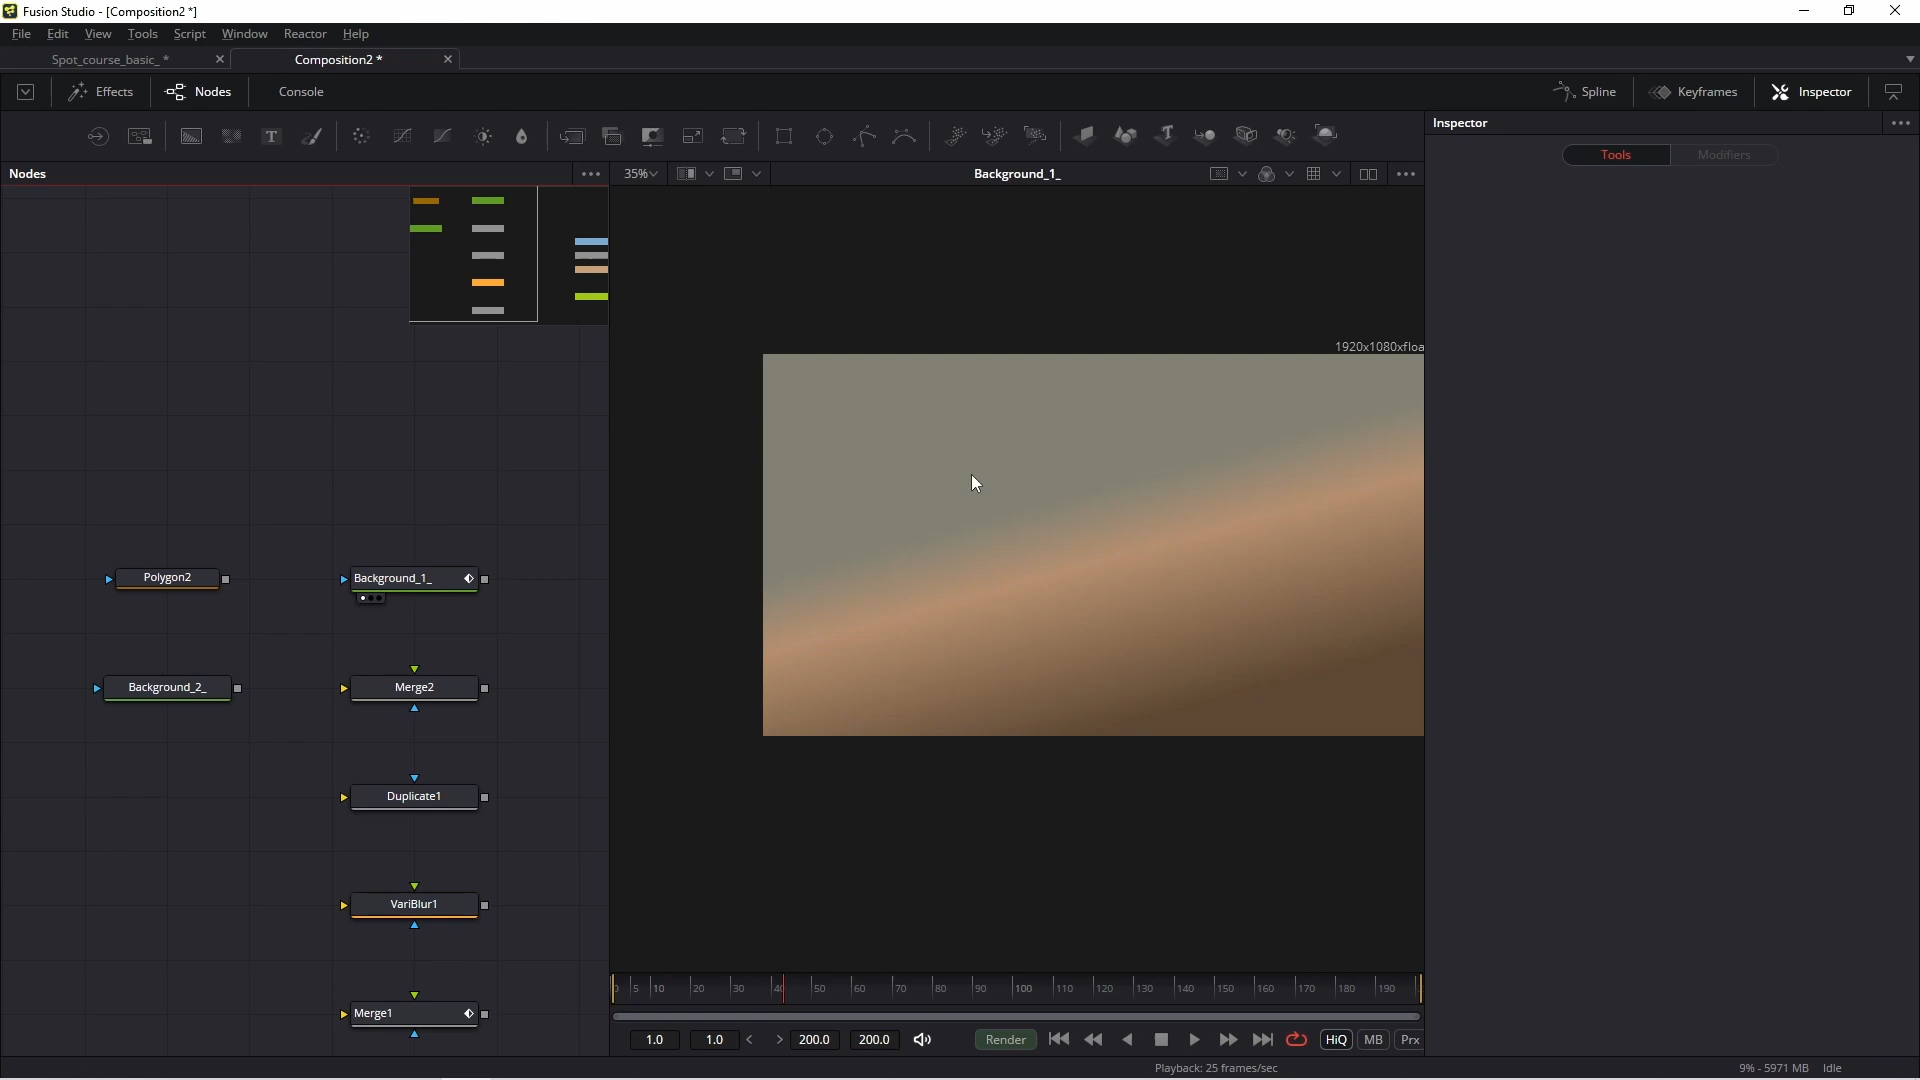 Fusion Studio - [Composition2 *]
File Edit View Tools Script Window Reactor Help
Spot_course_basic_ * Composition2 *
Effects Nodes Console Spline Keyframes Inspector
Inspector
Tools Modifiers
Nodes 35% Background_1_
1920x1080xfloa
Polygon2 Background_1_
Background_2_ Merge2
Duplicate1
VariBlur1
Merge1
5 10 20 30 50 60 70 80 90 100 110 120 130 140 150 160 170 180 190
1.0 1.0 < > 200.0 200.0 Render HiQ MB Prx
Playback: 25 frames/sec 9% - 5971 MB Idle